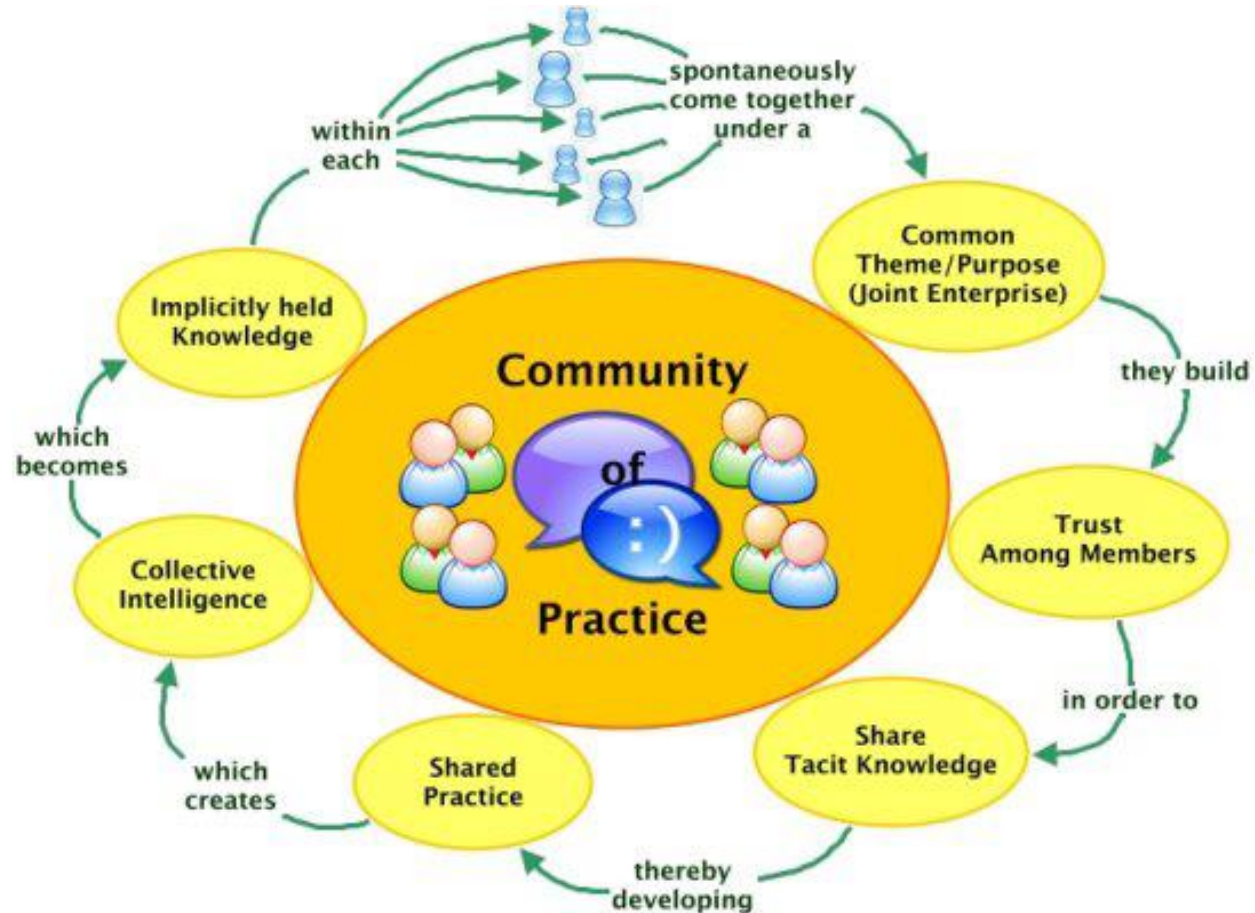 within
each
spontaneously
come together
under a
Common
Theme/Purpose
(Joint Enterprise)
they build
Trust
Among Members
in order to
Share
Tacit Knowledge
thereby
developing
Shared
Practice
which
creates
Collective
Intelligence
which
becomes
Implicitly held
Knowledge
Community
of
:)
Practice